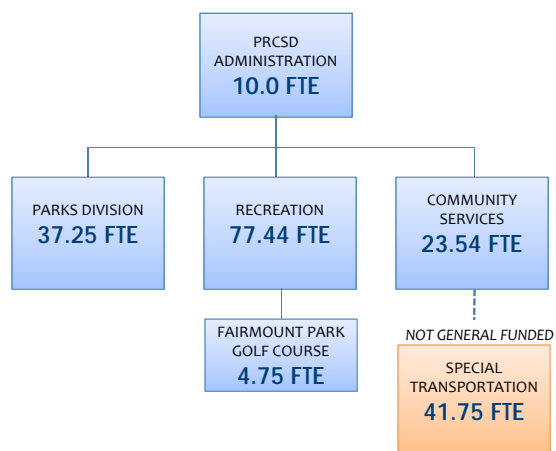 PRCSD
ADMINISTRATION
10.0 FTE
PARKS DIVISION
37.25 FTE
RECREATION
77.44 FTE
COMMUNITY
SERVICES
23.54 FTE
FAIRMOUNT PARK
GOLF COURSE
4.75 FTE
NOT GENERAL FUNDED
SPECIAL
TRANSPORTATION
41.75 FTE